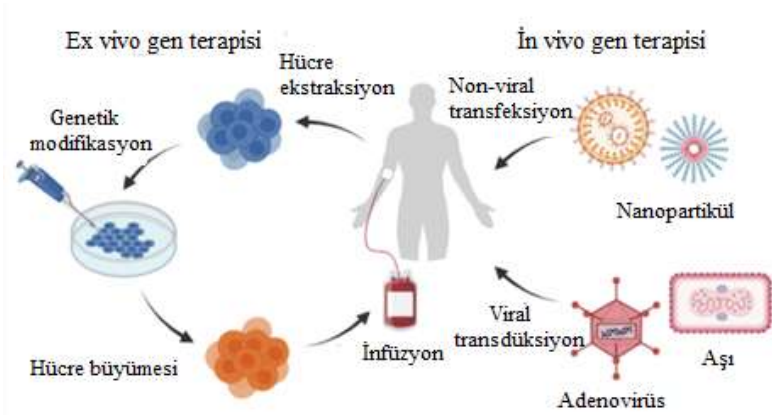 Ex vivo gen terapisi
İn vivo gen terapisi
Hücre
ekstraksiyon
Genetik
modifikasyon
Hücre büyümesi
İnfüzyon
Non-viral
transfeksiyon
Nanopartikül
Viral
transdüksiyon
Adenovirüs
Aşı